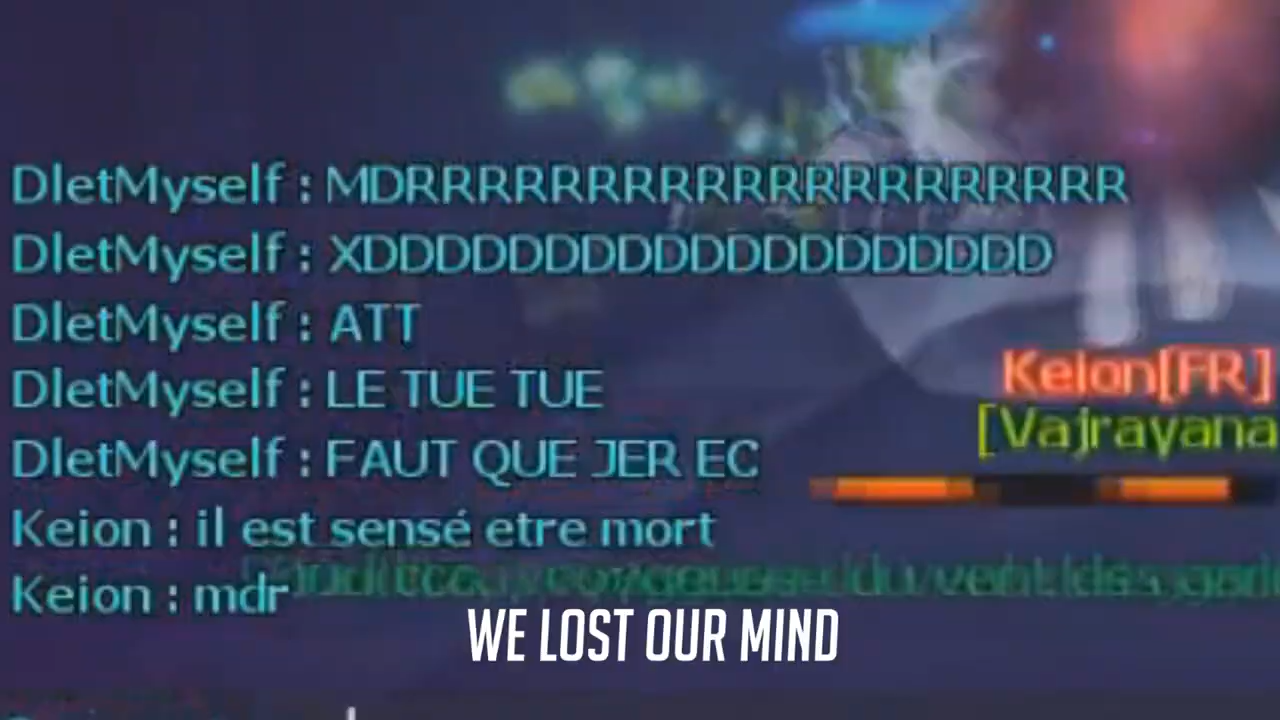 DletMyself : MDRRRRRRRRRRRRRRRRRRRR
DletMyself : XDDDDDDDDDDDDDDDDDDD
DletMyself : ATT
DletMyself : LE TUE TUE
DletMyself : FAUT QUE JER EC
Keion : il est sensé etre mort
Keion : mdr
Keion[FR]
[Vajrayana
WE LOST OUR MIND